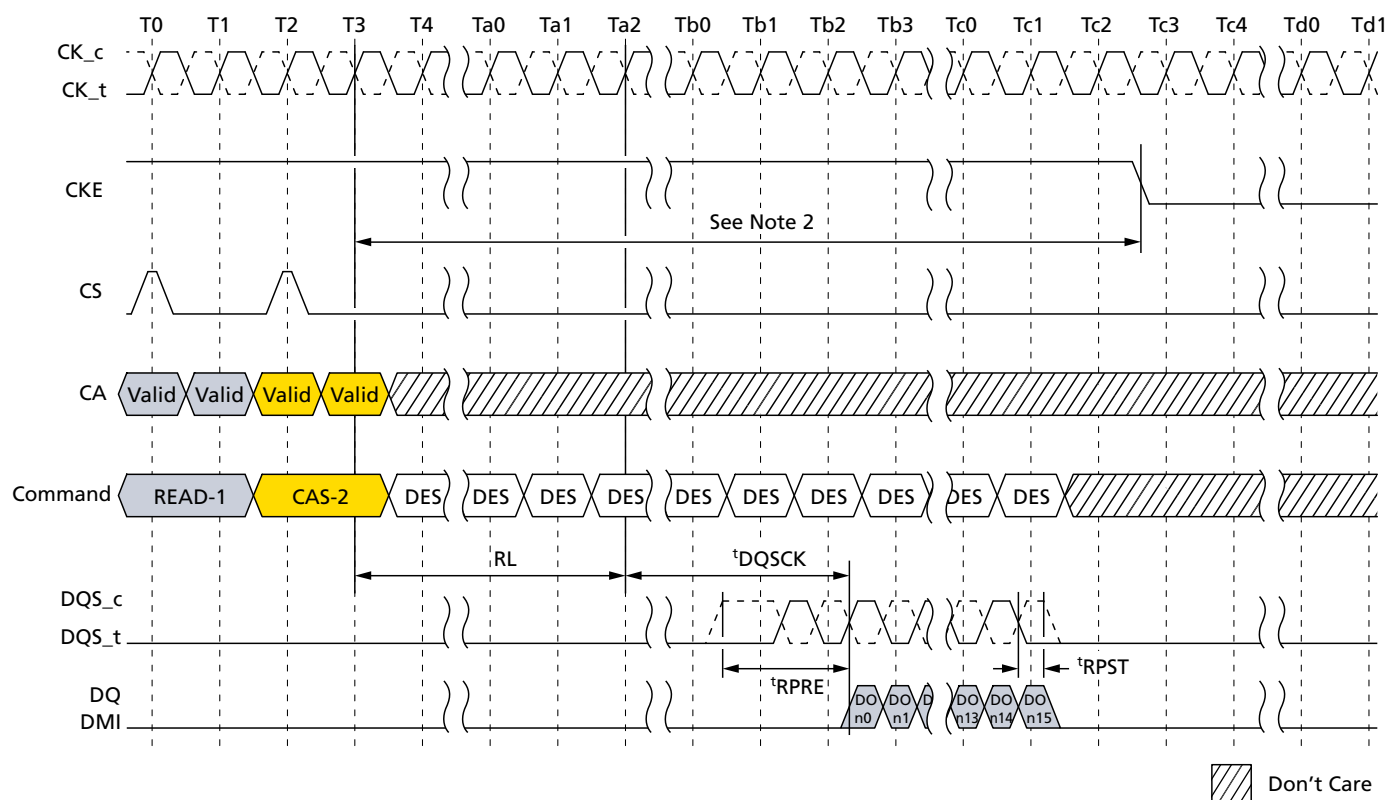 T0 T1 T2 T3 T4 Ta0 Ta1 Ta2 Tb0 Tb1 Tb2 Tb3 Tc0 Tc1 Tc2 Tc3 Tc4 Td0 Td1
CK_c
CK_t
CKE
See Note 2
CS
CA Valid Valid Valid Valid
Command READ-1 CAS-2 DES DES DES DES DES DES DES DES DES DES
RL tDQSCK
DQS_c
DQS_t
tRPRE tRPST
DQ
DMI
DO DO D DO DO DO
n0 n1 n13 n14 n15
Don't Care